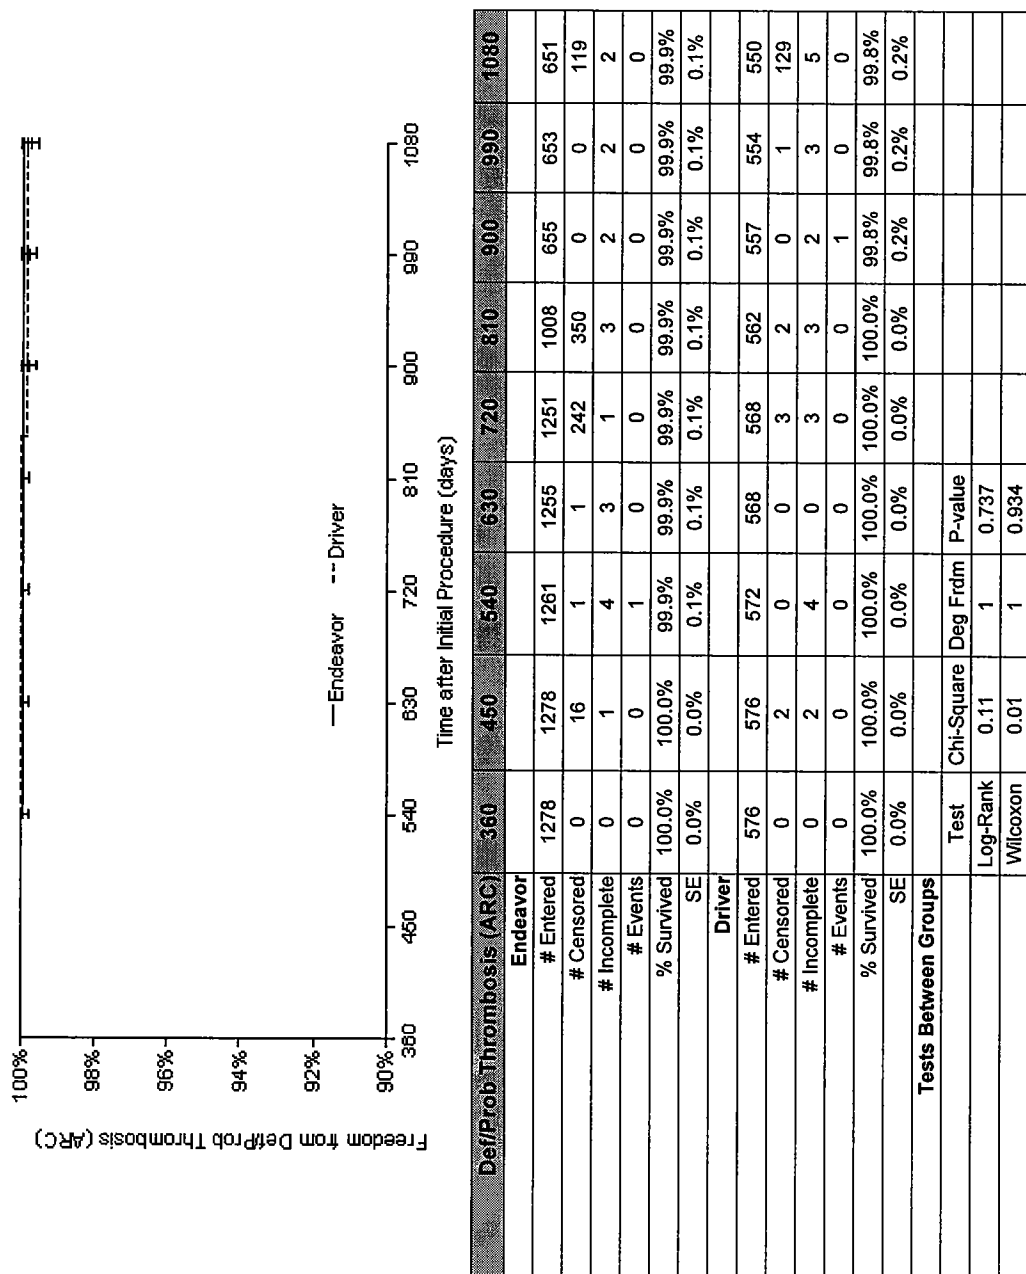 Freedom from Def/Prob Thrombosis (ARC)
100%
98%
96%
94%
92%
90%
360 450 540 630 720 810 900 990 1080
Time after Initial Procedure (days)
Endeavor Driver
Def/Prob Thrombosis (ARC) 360 450 540 630 720 810 900 990 1080
Endeavor
# Entered 1278 1278 1261 1255 1251 1008 655 653 651
# Censored 0 16 1 1 242 350 0 0 119
# Incomplete 0 1 4 3 1 3 2 2 2
# Events 0 0 1 0 0 0 0 0 0
% Survived 100.0% 100.0% 99.9% 99.9% 99.9% 99.9% 99.9% 99.9% 99.9%
SE 0.0% 0.0% 0.1% 0.1% 0.1% 0.1% 0.1% 0.1% 0.1%
Driver
# Entered 576 576 572 568 568 562 557 554 550
# Censored 0 2 0 0 3 2 0 1 129
# Incomplete 0 2 4 0 3 3 2 3 5
# Events 0 0 0 0 0 0 1 0 0
% Survived 100.0% 100.0% 100.0% 100.0% 100.0% 100.0% 99.8% 99.8% 99.8%
SE 0.0% 0.0% 0.0% 0.0% 0.0% 0.0% 0.2% 0.2% 0.2%
Tests Between Groups
Test Chi-Square Deg Frdm P-value
Log-Rank 0.11 1 0.737
Wilcoxon 0.01 1 0.934